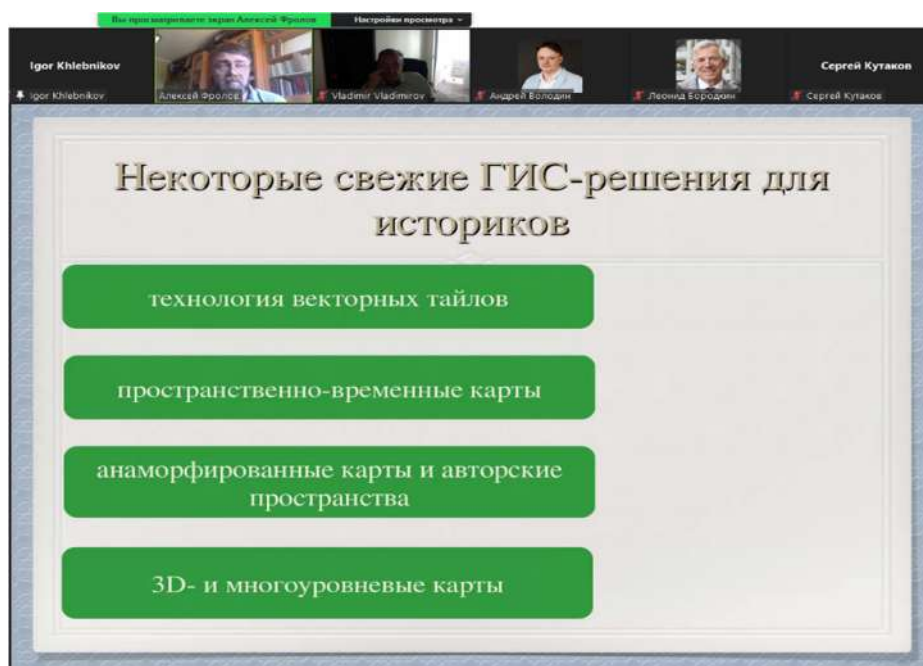 Вы просматриваете экран Алексей Фролов Настройки просмотра
Igor Khlebnikov
Сергей Кутаков
Igor Khlebnikov Алексей Фролов Vladimir Vladimirov Андрей Володин Леонид Бородкин Сергей Кутаков
Некоторые свежие ГИС-решения для
историков
технология векторных тайлов
пространственно-временные карты
анаморфированные карты и авторские
пространства
3D- и многоуровневые карты